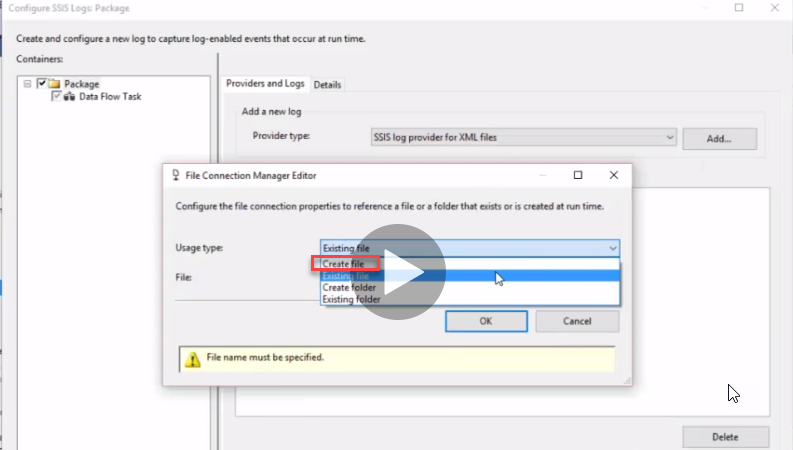 Configure SSIS Logs: Package
Create and configure a new log to capture log-enabled events that occur at run time.
Containers:
Package
Data Flow Task
Providers and Logs
Details
Add a new log
Provider type:
SSIS log provider for XML files
Add...
File Connection Manager Editor
Configure the file connection properties to reference a file or a folder that exists or is created at run time.
Usage type:
Existing file
Create file
Existing file
Create folder
Existing folder
File:
OK
Cancel
File name must be specified.
Delete